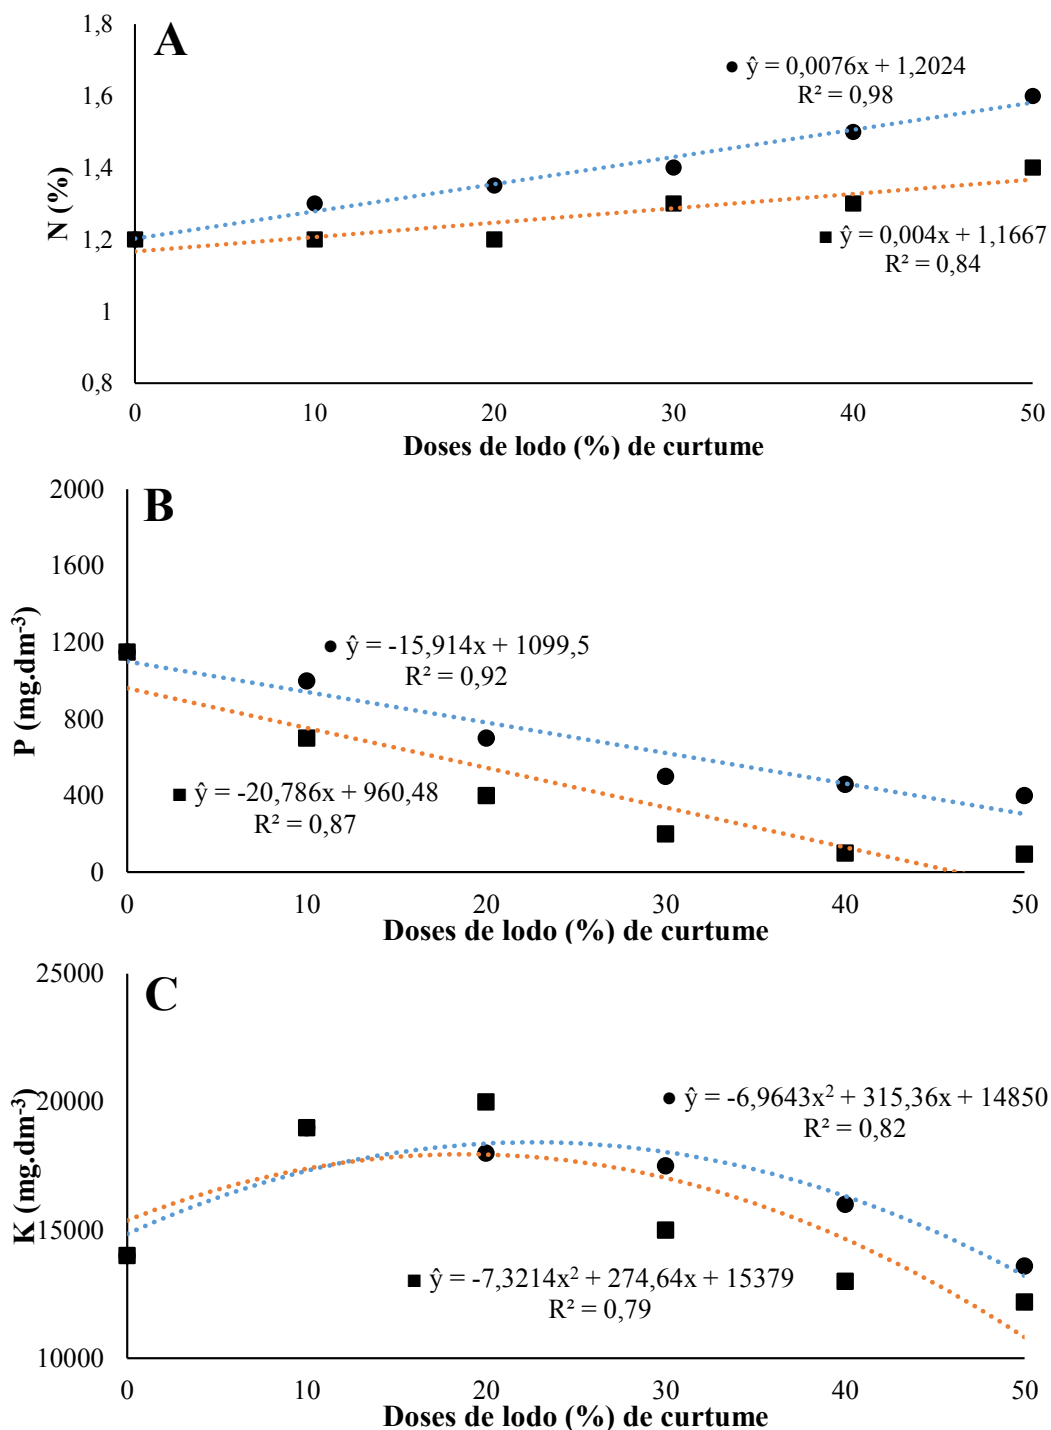 A
1,8
1,6
1,4
1,2
1
0,8
N (%)
ŷ = 0,0076x + 1,2024
R² = 0,98
ŷ = 0,004x + 1,1667
R² = 0,84
0 10 20 30 40 50
Doses de lodo (%) de curtume
B
2000
1600
1200
800
400
0
P (mg.dm⁻³)
ŷ = -15,914x + 1099,5
R² = 0,92
ŷ = -20,786x + 960,48
R² = 0,87
0 10 20 30 40 50
Doses de lodo (%) de curtume
C
25000
20000
15000
10000
K (mg.dm⁻³)
ŷ = -6,9643x² + 315,36x + 14850
R² = 0,82
ŷ = -7,3214x² + 274,64x + 15379
R² = 0,79
0 10 20 30 40 50
Doses de lodo (%) de curtume